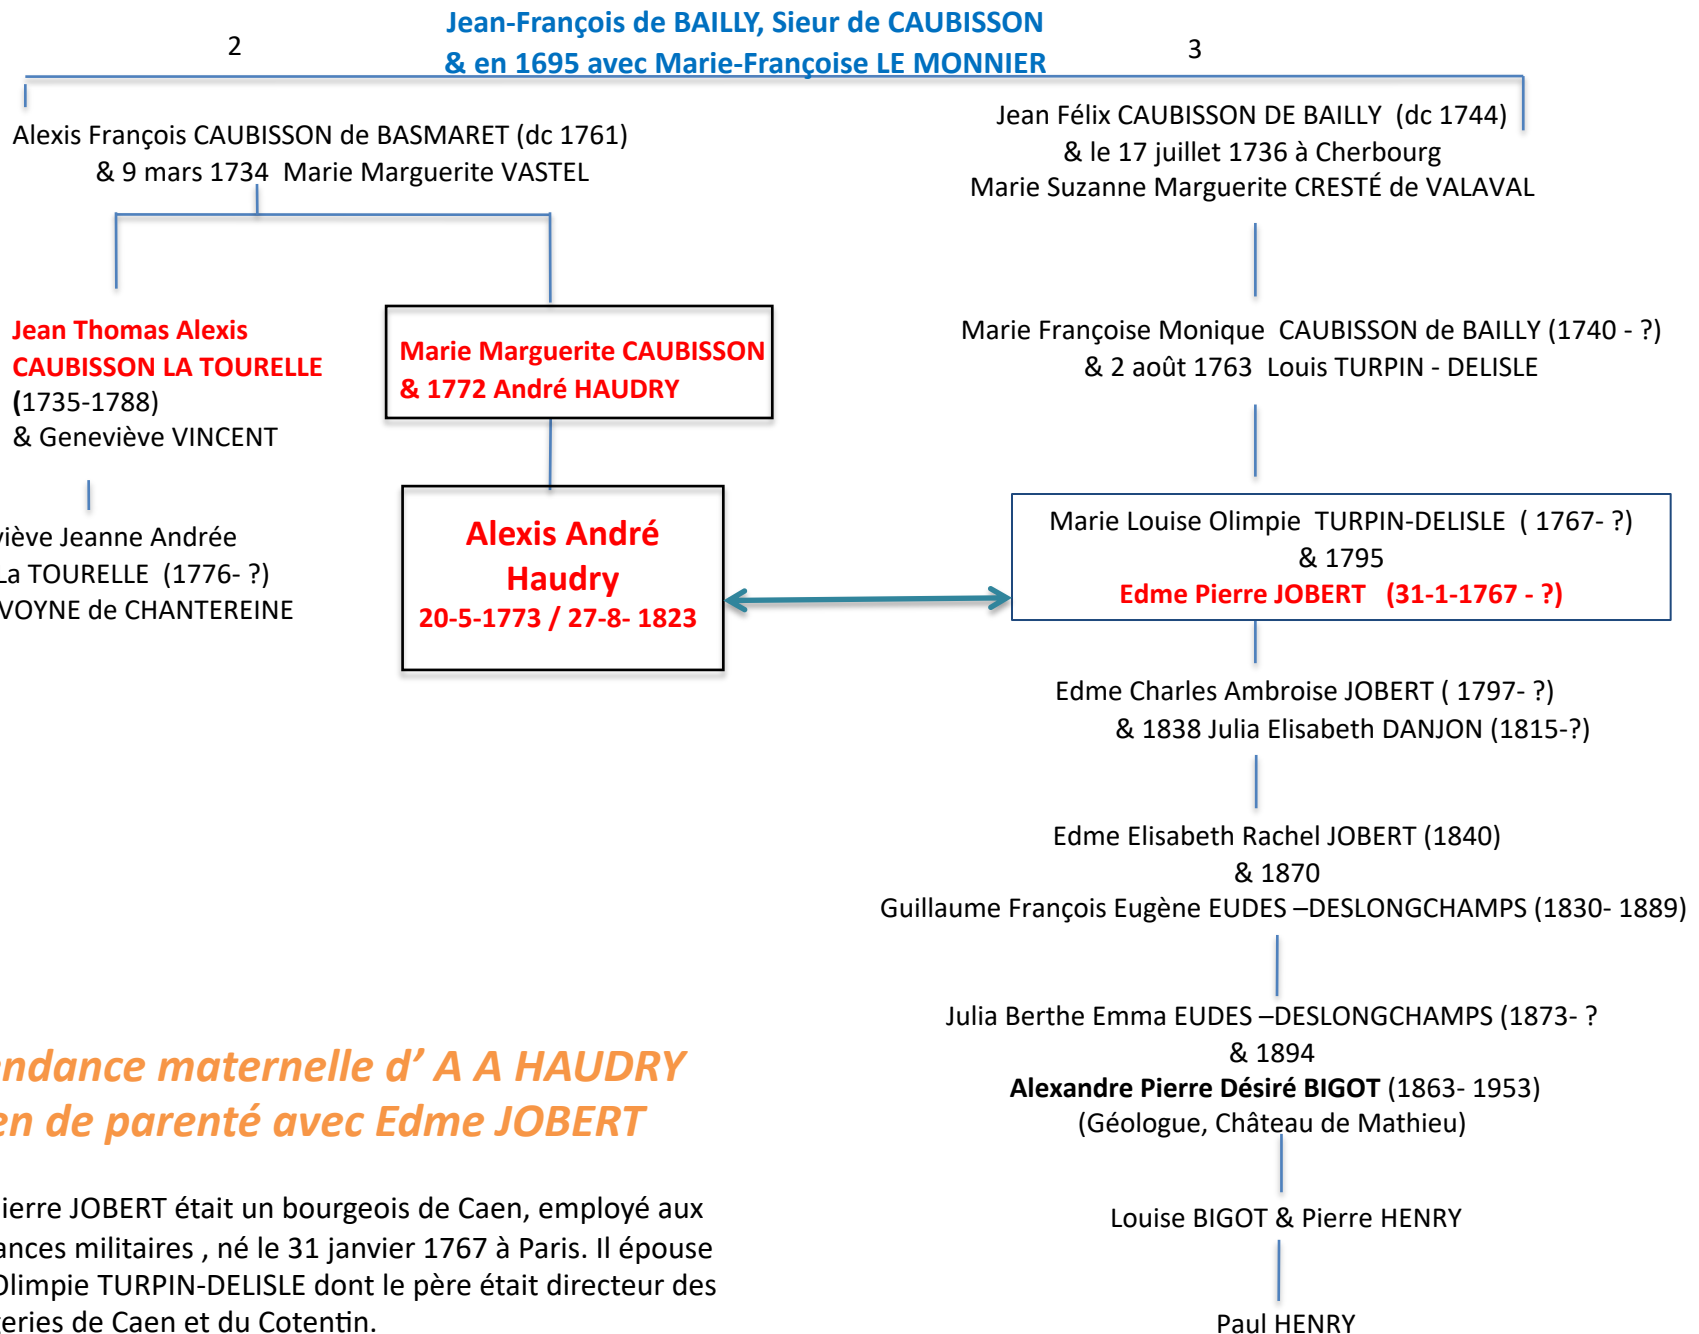 Jean-François de BAILLY, Sieur de CAUBISSON
& en 1695 avec Marie-Françoise LE MONNIER
2
3
Alexis François CAUBISSON de BASMARET (dc 1761)
& 9 mars 1734 Marie Marguerite VASTEL
Jean Félix CAUBISSON DE BAILLY (dc 1744)
& le 17 juillet 1736 à Cherbourg
Marie Suzanne Marguerite CRESTÉ de VALAVAL
Jean Thomas Alexis
CAUBISSON LA TOURELLE
(1735-1788)
& Geneviève VINCENT
Marie Marguerite CAUBISSON
& 1772 André HAUDRY
Marie Françoise Monique CAUBISSON de BAILLY (1740 - ?)
& 2 août 1763 Louis TURPIN - DELISLE
viève Jeanne Andrée
La TOURELLE (1776- ?)
VOYNE de CHANTEREINE
Alexis André
Haudry
20-5-1773 / 27-8- 1823
Marie Louise Olimpie TURPIN-DELISLE ( 1767- ?)
& 1795
Edme Pierre JOBERT (31-1-1767 - ?)
Edme Charles Ambroise JOBERT ( 1797- ?)
& 1838 Julia Elisabeth DANJON (1815-?)
Edme Elisabeth Rachel JOBERT (1840)
& 1870
Guillaume François Eugène EUDES –DESLONGCHAMPS (1830- 1889)
Julia Berthe Emma EUDES –DESLONGCHAMPS (1873- ?
& 1894
Alexandre Pierre Désiré BIGOT (1863- 1953)
(Géologue, Château de Mathieu)
Louise BIGOT & Pierre HENRY
Paul HENRY
endance maternelle d' A A HAUDRY
en de parenté avec Edme JOBERT
ierre JOBERT était un bourgeois de Caen, employé aux
ances militaires , né le 31 janvier 1767 à Paris. Il épouse
Olimpie TURPIN-DELISLE dont le père était directeur des
geries de Caen et du Cotentin.